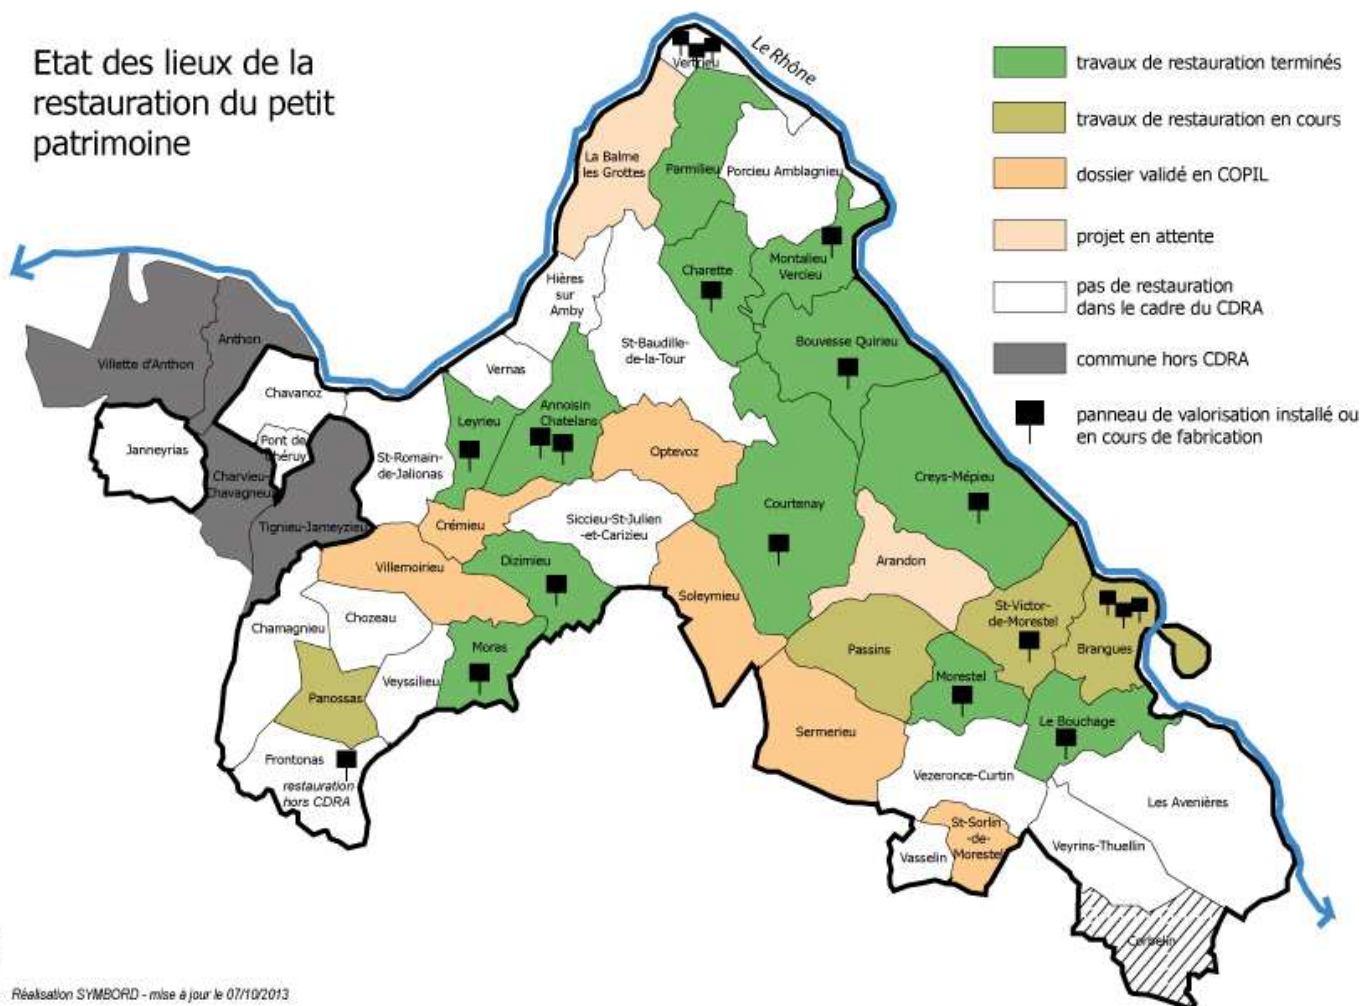 Etat des lieux de la
restauration du petit
patrimoine
Le Rhône
travaux de restauration terminés
travaux de restauration en cours
dossier validé en COPIL
projet en attente
pas de restauration
dans le cadre du CDRA
commune hors CDRA
panneau de valorisation installé ou
en cours de fabrication
Vertrieu
La Balme
les Grottes
Parmilieu
Porcieu Amblagnieu
Charette
Montalieu
Vercieu
Hières
sur
Amby
St-Baudille-
de-la-Tour
Bouvesse Quirieu
Vernas
Anthon
Villette d'Anthon
Chavanoz
Janneyrias
Pont de
Chéruy
Charvieu-
Chavagneux
Tignieu-Jameyzieu
St-Romain-
de-Jalionas
Leyrieu
Annoisin
Chatelans
Optevoz
Creys-Mépieu
Courtenay
Crémieu
Siccieu-St-Julien
-et-Carizieu
Villemoirieu
Dizimieu
Soleymieu
Arandon
St-Victor-
de-Morestel
Brangues
Chamagnieu
Chozeau
Moras
Passins
Morestel
Veyssilieu
Panossas
Le Bouchage
Sermerieu
Frontonas
restauration
hors CDRA
Vezeronce-Curtin
Les Avenières
St-Sorlin
-de-
Morestel
Vasselin
Veyrins-Thuellin
Corbelin
Réalisation SYMBORD - mise à jour le 07/10/2013